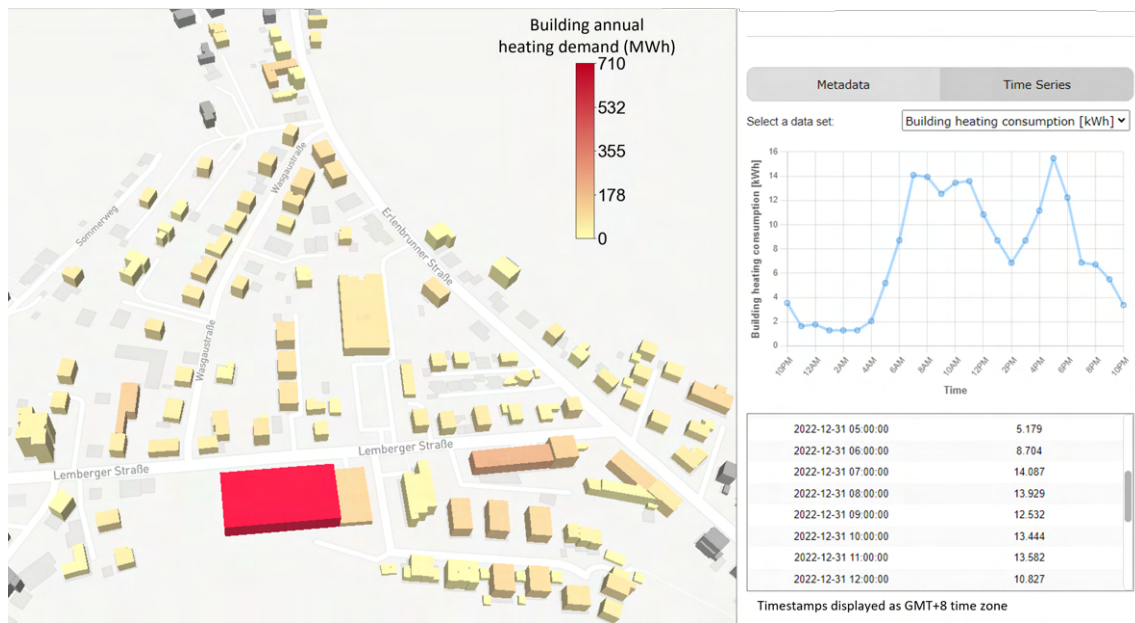 Building annual
heating demand (MWh)
710
532
355
178
0
Sommerweg
Wasgaustraße
Erlenbrunner Straße
Wasgaustraße
Lemberger Straße
Lemberger Straße
Metadata
Time Series
Select a data set:
Building heating consumption [kWh]
Building heating consumption [kWh]
16
14
12
10
8
6
4
2
0
10PM
12AM
2AM
4AM
6AM
8AM
10AM
12PM
2PM
4PM
6PM
8PM
10PM
Time
2022-12-31 05:00:00 5.179
2022-12-31 06:00:00 8.704
2022-12-31 07:00:00 14.087
2022-12-31 08:00:00 13.929
2022-12-31 09:00:00 12.532
2022-12-31 10:00:00 13.444
2022-12-31 11:00:00 13.582
2022-12-31 12:00:00 10.827
Timestamps displayed as GMT+8 time zone